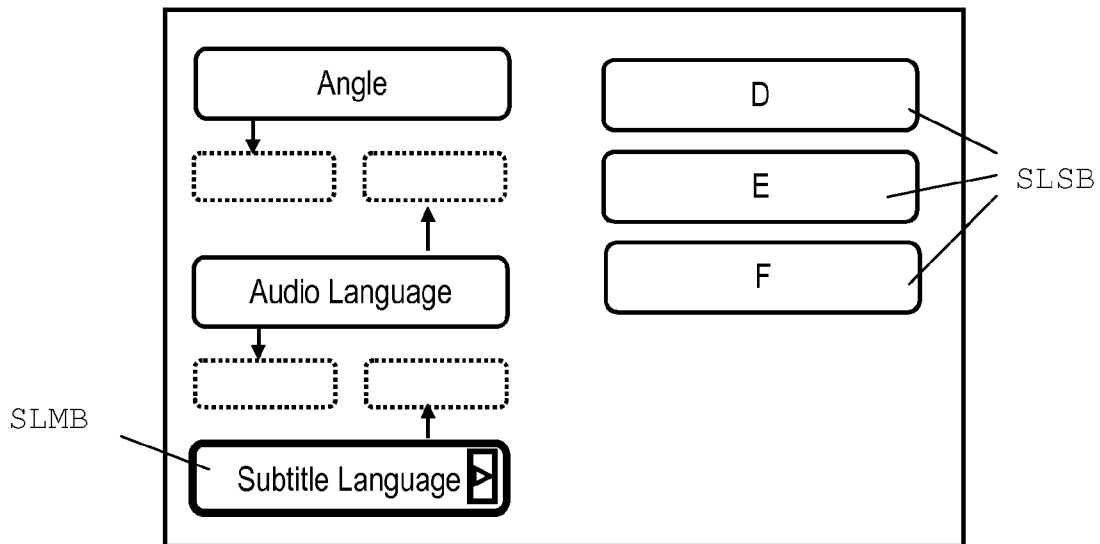 Angle
D
E
SLSB
Audio Language
F
SLMB
Subtitle Language